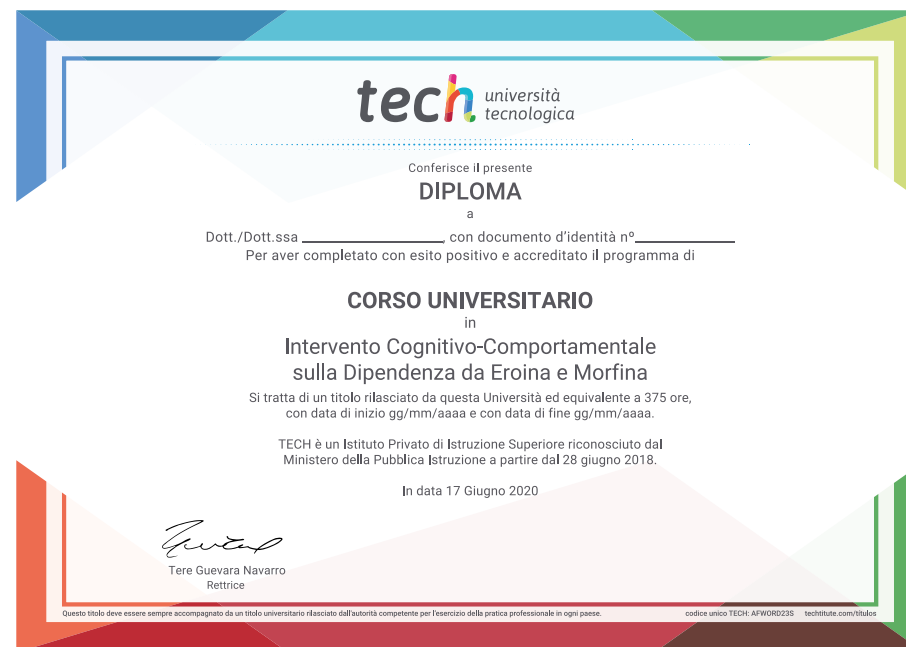 tech università
tecnologica
Conferisce il presente
DIPLOMA
a
Dott./Dott.ssa ____________________, con documento d'identità nº______________
Per aver completato con esito positivo e accreditato il programma di
CORSO UNIVERSITARIO
in
Intervento Cognitivo-Comportamentale
sulla Dipendenza da Eroina e Morfina
Si tratta di un titolo rilasciato da questa Università ed equivalente a 375 ore,
con data di inizio gg/mm/aaaa e con data di fine gg/mm/aaaa.
TECH è un Istituto Privato di Istruzione Superiore riconosciuto dal
Ministero della Pubblica Istruzione a partire dal 28 giugno 2018.
In data 17 Giugno 2020
Tere Guevara Navarro
Rettrice
Questo titolo deve essere sempre accompagnato da un titolo universitario rilasciato dall'autorità competente per l'esercizio della pratica professionale in ogni paese. codice unico TECH: AFWORD23S techtitute.com/titulos